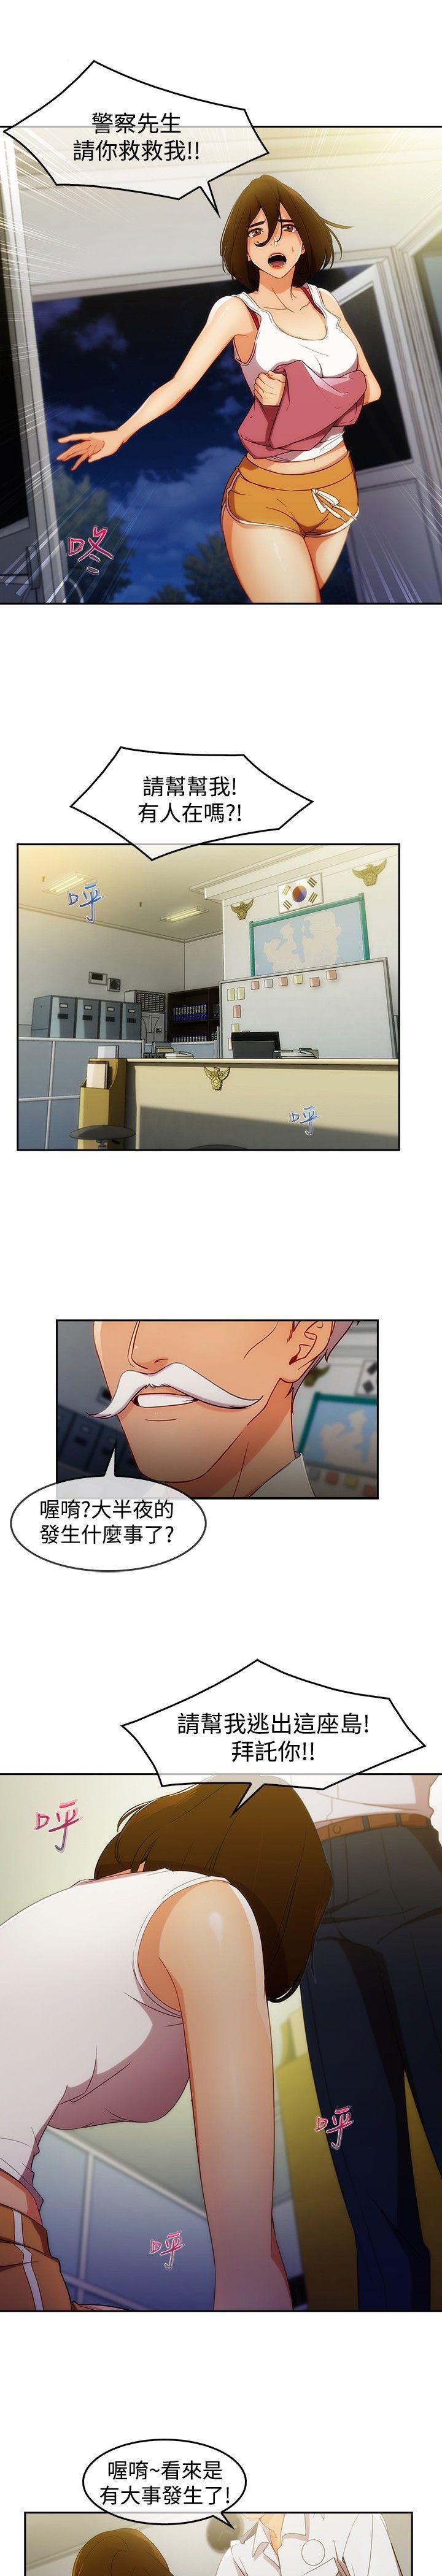 警察先生
請你救救我!!
咚
請幫幫我!
有人在嗎?!
呼
呼
喔唷?大半夜的
發生什麼事了?
請幫我逃出這座島!
拜託你!!
呼
呼
呼
喔唷~看來是
有大事發生了!